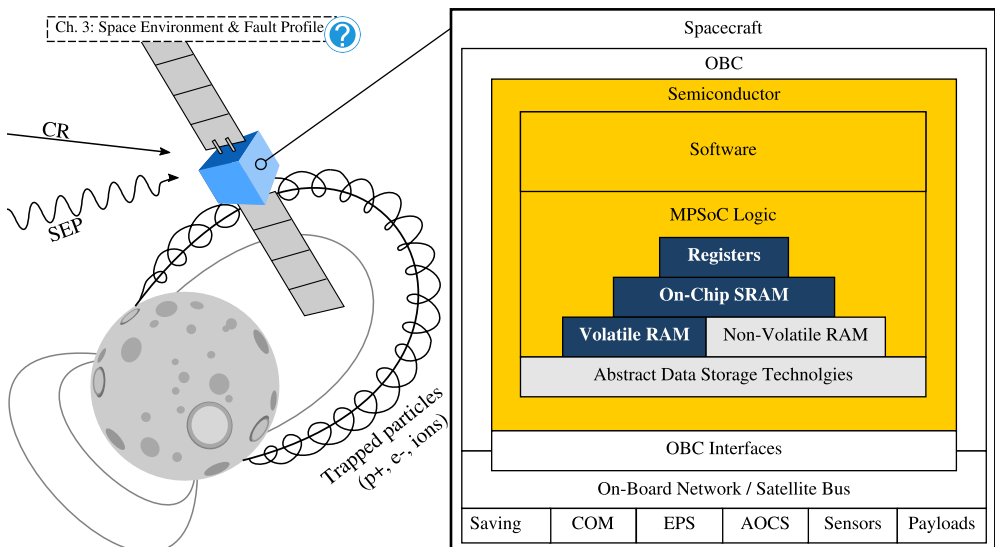 Ch. 3: Space Environment & Fault Profile
?
CR
SEP
Trapped particles
(p+, e-, ions)
Spacecraft
OBC
Semiconductor
Software
MPSoC Logic
Registers
On-Chip SRAM
Volatile RAM
Non-Volatile RAM
Abstract Data Storage Technolgies
OBC Interfaces
On-Board Network / Satellite Bus
Saving
COM
EPS
AOCS
Sensors
Payloads